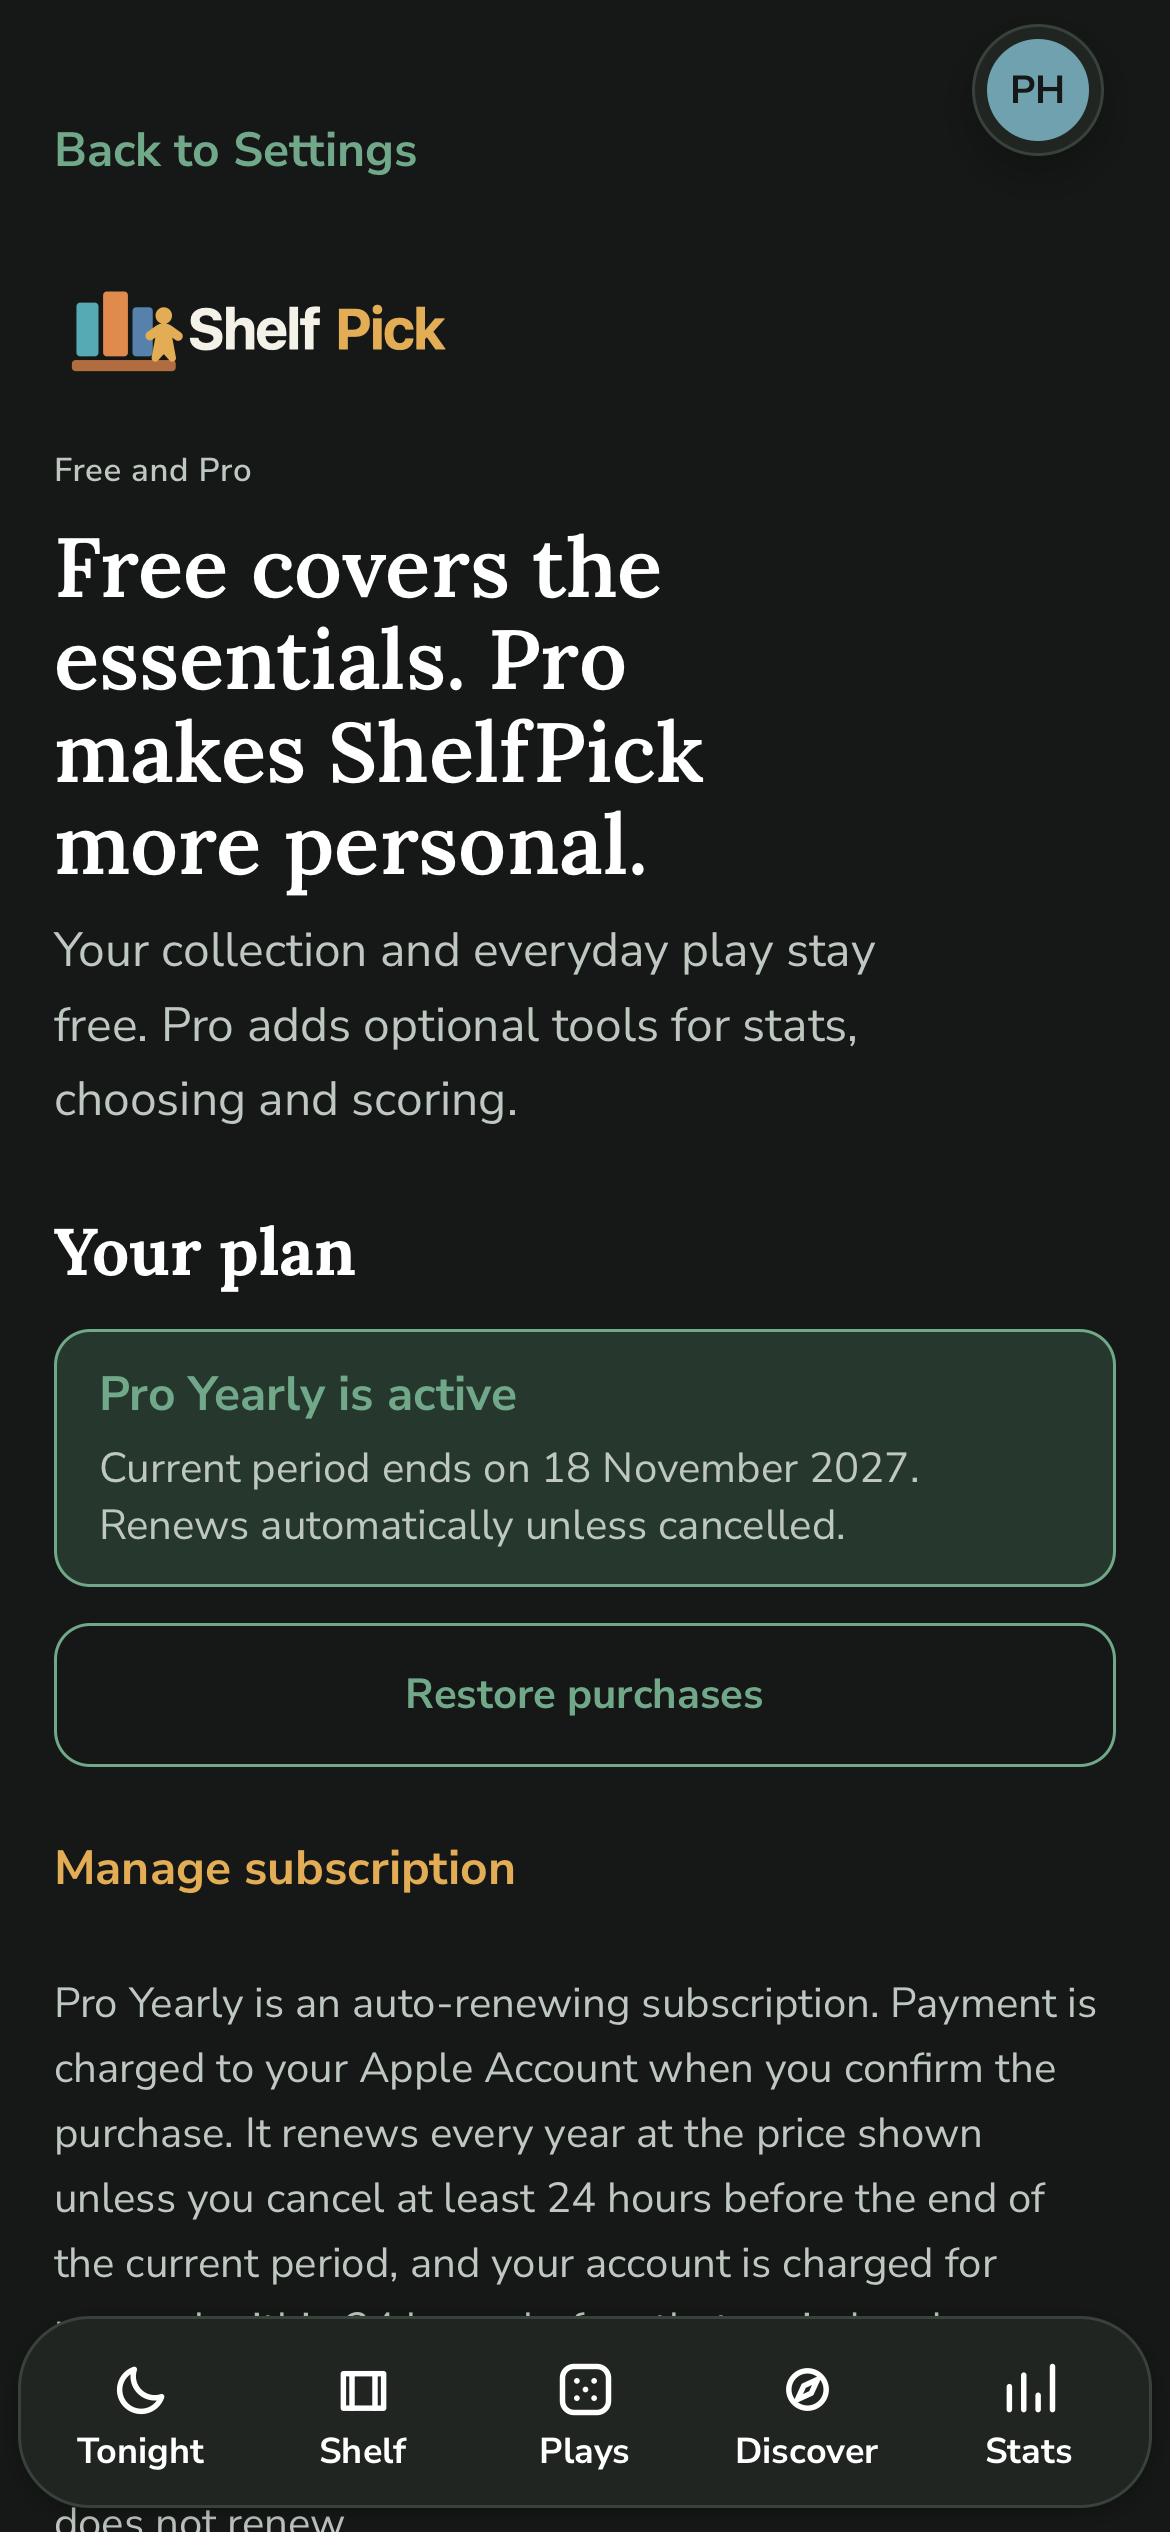 PH
Back to Settings
Shelf Pick
Free and Pro
Free covers the
essentials. Pro
makes ShelfPick
more personal.
Your collection and everyday play stay
free. Pro adds optional tools for stats,
choosing and scoring.
Your plan
Pro Yearly is active
Current period ends on 18 November 2027.
Renews automatically unless cancelled.
Restore purchases
Manage subscription
Pro Yearly is an auto-renewing subscription. Payment is
charged to your Apple Account when you confirm the
purchase. It renews every year at the price shown
unless you cancel at least 24 hours before the end of
the current period, and your account is charged for
Tonight
Shelf
Plays
Discover
Stats
does not renew